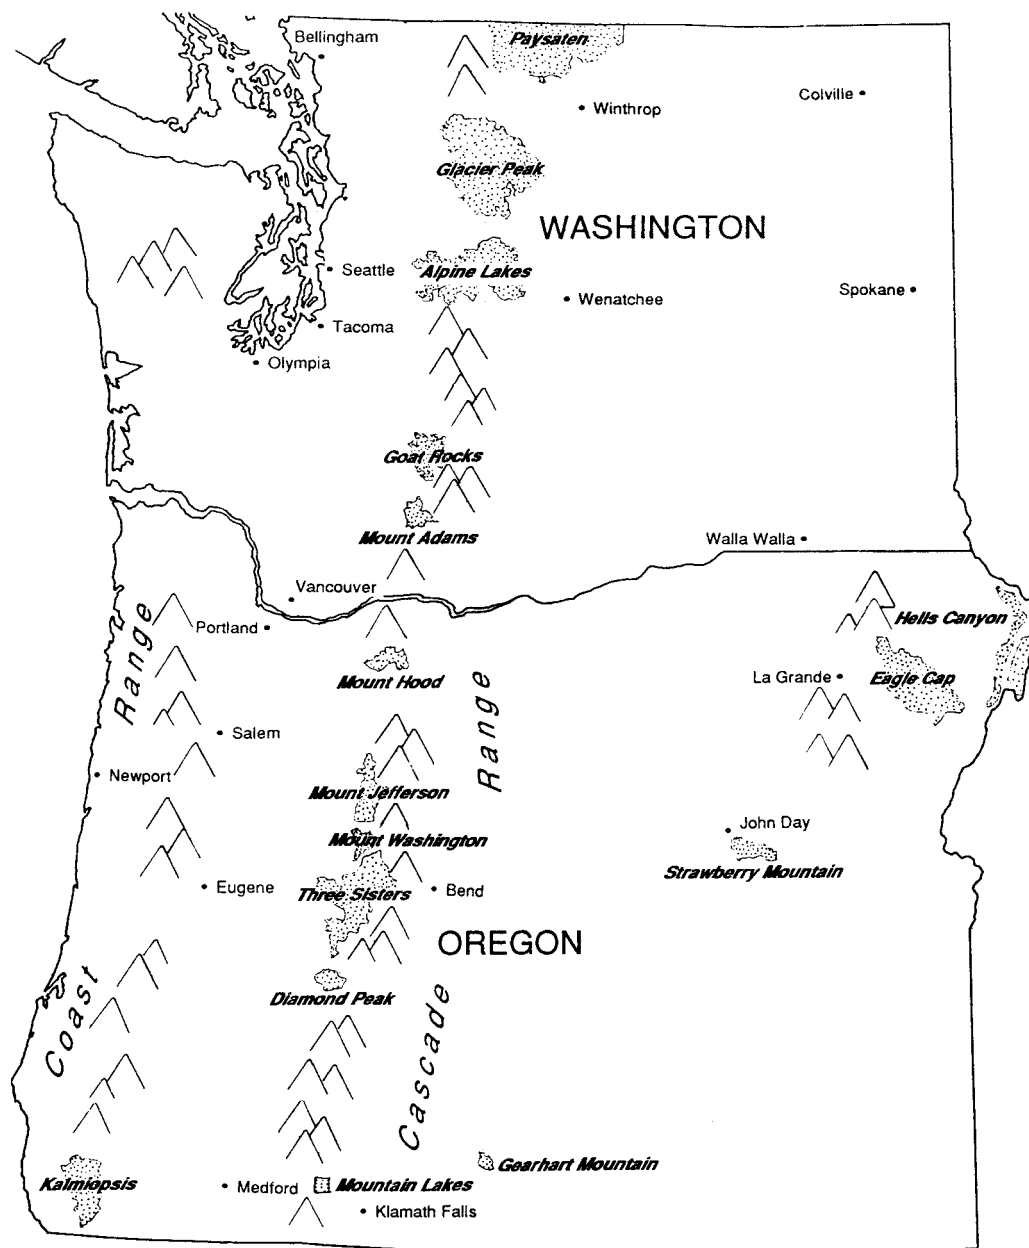 Bellingham
Paysaten
Winthrop
Colville
Glacier Peak
WASHINGTON
Seattle
Alpine Lakes
Wenatchee
Spokane
Tacoma
Olympia
Goat Rocks
Mount Adams
Walla Walla
Vancouver
Portland
Hells Canyon
Mount Hood
La Grande
Eagle Cap
Coast Range
Salem
Newport
Cascade Range
Mount Jefferson
Mount Washington
John Day
Strawberry Mountain
Eugene
Three Sisters
Bend
OREGON
Diamond Peak
Gearhart Mountain
Kalmiopsis
Medford
Mountain Lakes
Klamath Falls